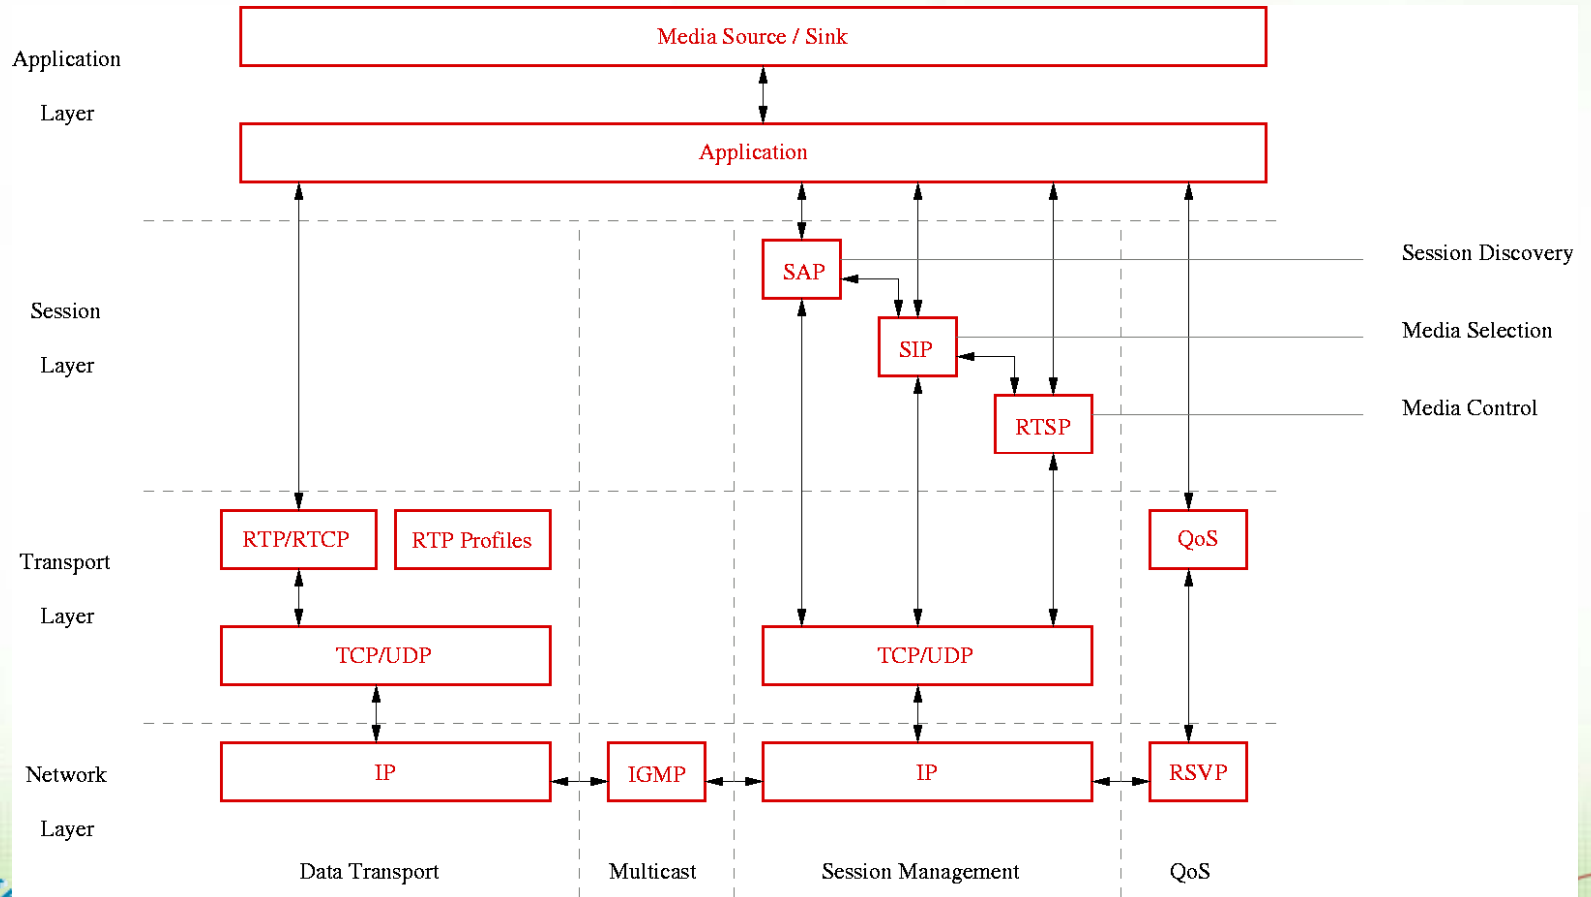 Media Source / Sink
Application
Layer
Application
SAP
Session Discovery
Session
Layer
SIP
Media Selection
RTSP
Media Control
Transport
Layer
RTP/RTCP
RTP Profiles
QoS
TCP/UDP
TCP/UDP
Network
Layer
IP
IGMP
IP
RSVP
Data Transport
Multicast
Session Management
QoS